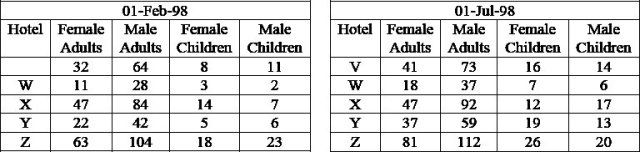 01-Feb-98
Hotel Female Adults Male Adults Female Children Male Children
32 64 8 11
W 11 28 3 2
X 47 84 14 7
Y 22 42 5 6
Z 63 104 18 23
01-Jul-98
Hotel Female Adults Male Adults Female Children Male Children
V 41 73 16 14
W 18 37 7 6
X 47 92 12 17
Y 37 59 19 13
Z 81 112 26 20